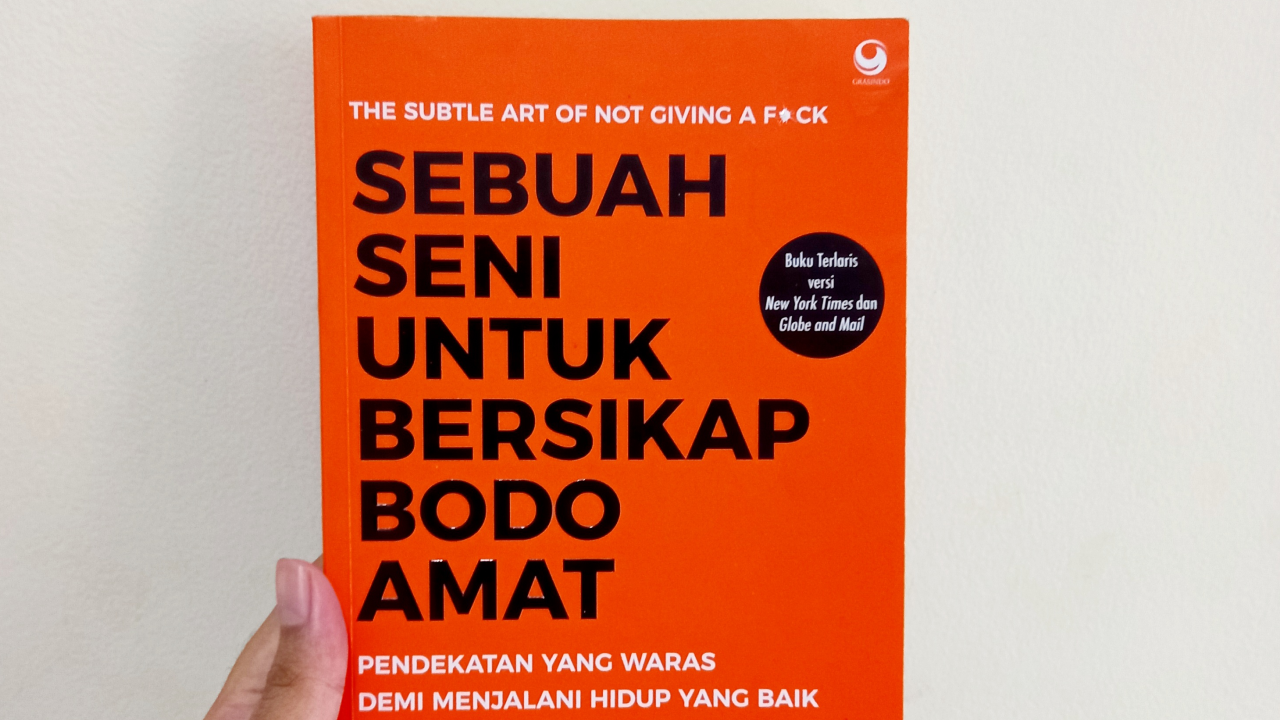 GRASINDO
THE SUBTLE ART OF NOT GIVING A F*CK
SEBUAH
SENI
UNTUK
BERSIKAP
BODO
AMAT
Buku Terlaris
versi
New York Times dan
Globe and Mail
PENDEKATAN YANG WARAS
DEMI MENJALANI HIDUP YANG BAIK